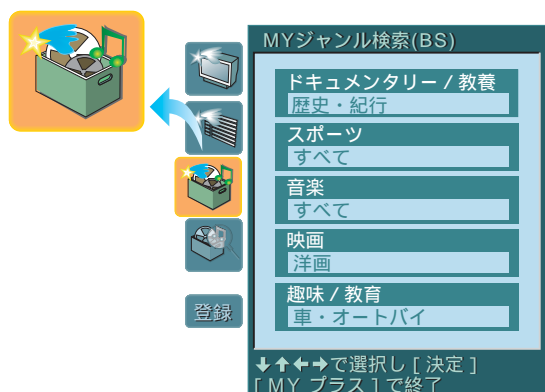 MYジャンル検索(BS)
ドキュメンタリー / 教養
歴史・紀行
スポーツ
すべて
音楽
すべて
映画
洋画
趣味 / 教育
車・オートバイ
登録
↓↑←→で選択し [ 決定 ]
[ MY プラス ] で終了